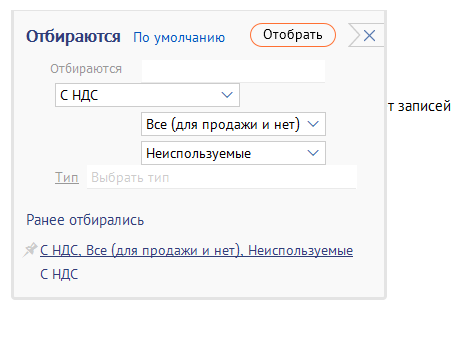 Отбираются По умолчанию Отобрать
Отбираются
С НДС
т записей
Все (для продажи и нет)
Неиспользуемые
Тип Выбрать тип
Ранее отбирались
С НДС, Все (для продажи и нет), Неиспользуемые
С НДС